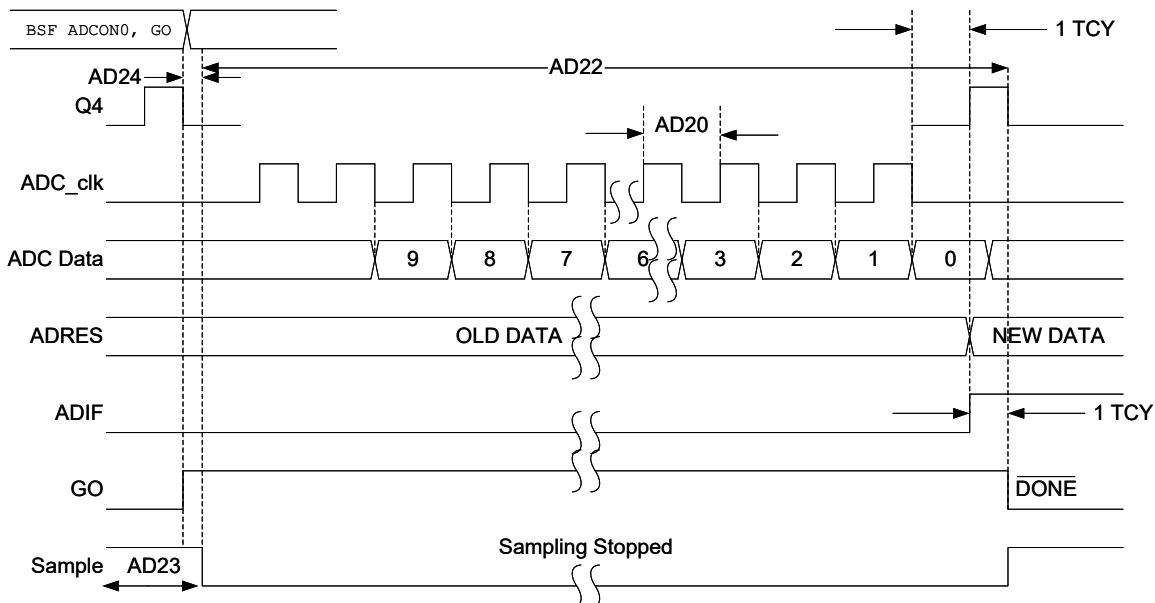 BSF ADCON0, GO
1 TCY
AD22
AD24
Q4
AD20
ADC_clk
ADC Data 9 8 7 6 3 2 1 0
ADRES OLD DATA NEW DATA
ADIF 1 TCY
GO DONE
Sampling Stopped
Sample AD23